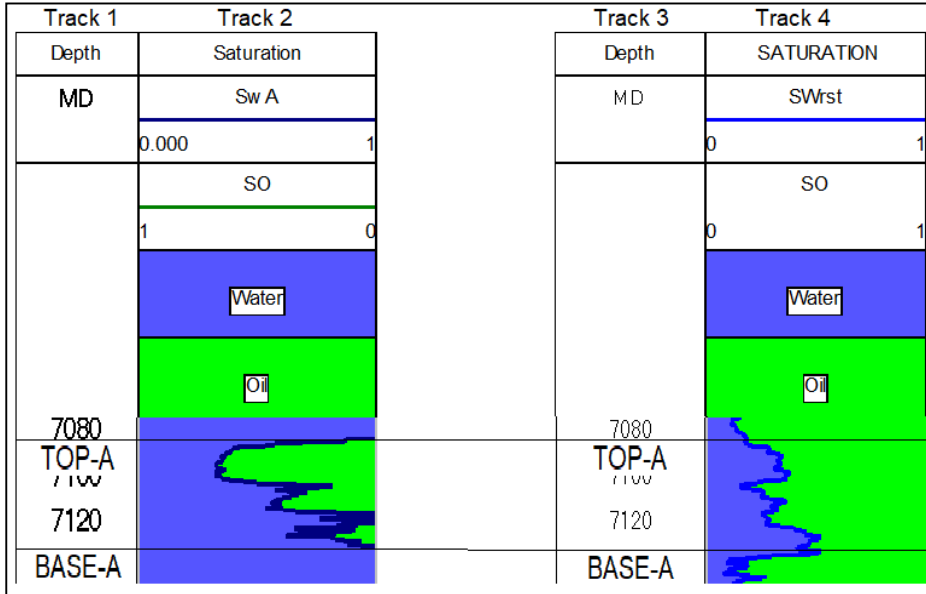 Track 1 Track 2 Track 3 Track 4
Depth Saturation Depth SATURATION
MD Sw A MD SWrst
0.000 1 0 1
SO SO
1 0 0 1
Water Water
Oil Oil
7080 7080
TOP-A TOP-A
7100 7100
7120 7120
BASE-A BASE-A